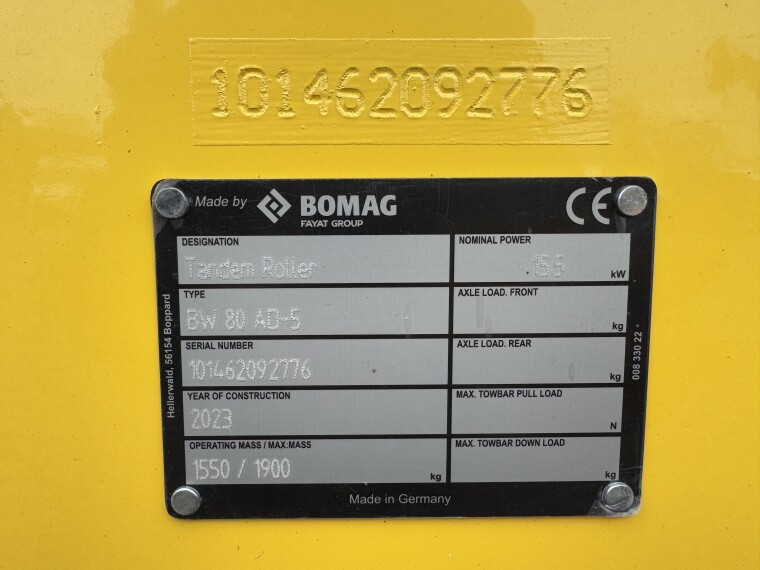 101462092776
Made by BOMAG CE
FAYAT GROUP
DESIGNATION
Tandem Roller
NOMINAL POWER
15.5 kW
TYPE
BW 80 AD-5
AXLE LOAD. FRONT
kg
SERIAL NUMBER
101462092776
AXLE LOAD. REAR
kg
YEAR OF CONSTRUCTION
2023
MAX. TOWBAR PULL LOAD
N
OPERATING MASS / MAX.MASS
1550 / 1900 kg
MAX. TOWBAR DOWN LOAD
kg
Made in Germany
Hellerwald, 56154 Boppard
008 330 22